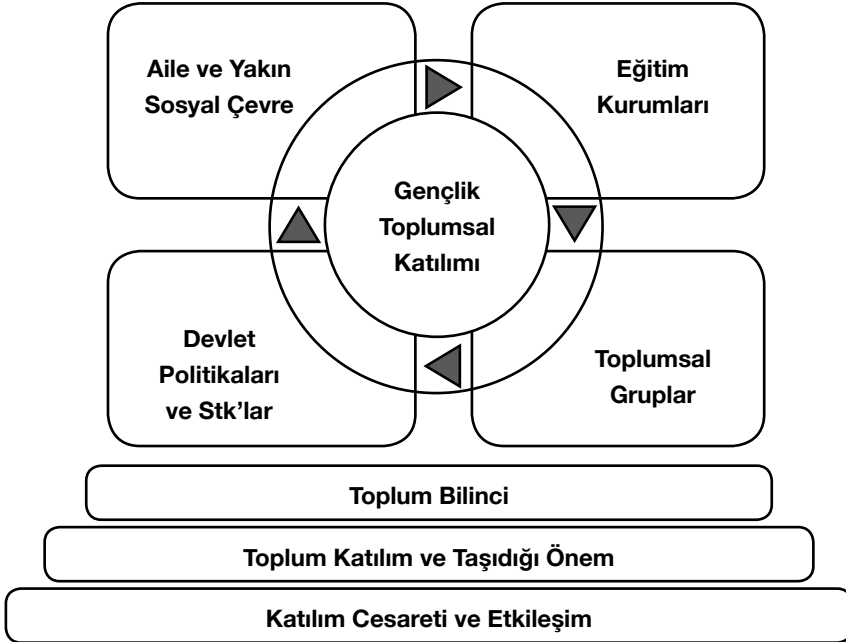 Aile ve Yakın
Sosyal Çevre
Eğitim
Kurumları
Gençlik
Toplumsal
Katılımı
Devlet
Politikaları
ve Stk’lar
Toplumsal
Gruplar
Toplum Bilinci
Toplum Katılım ve Taşıdığı Önem
Katılım Cesareti ve Etkileşim